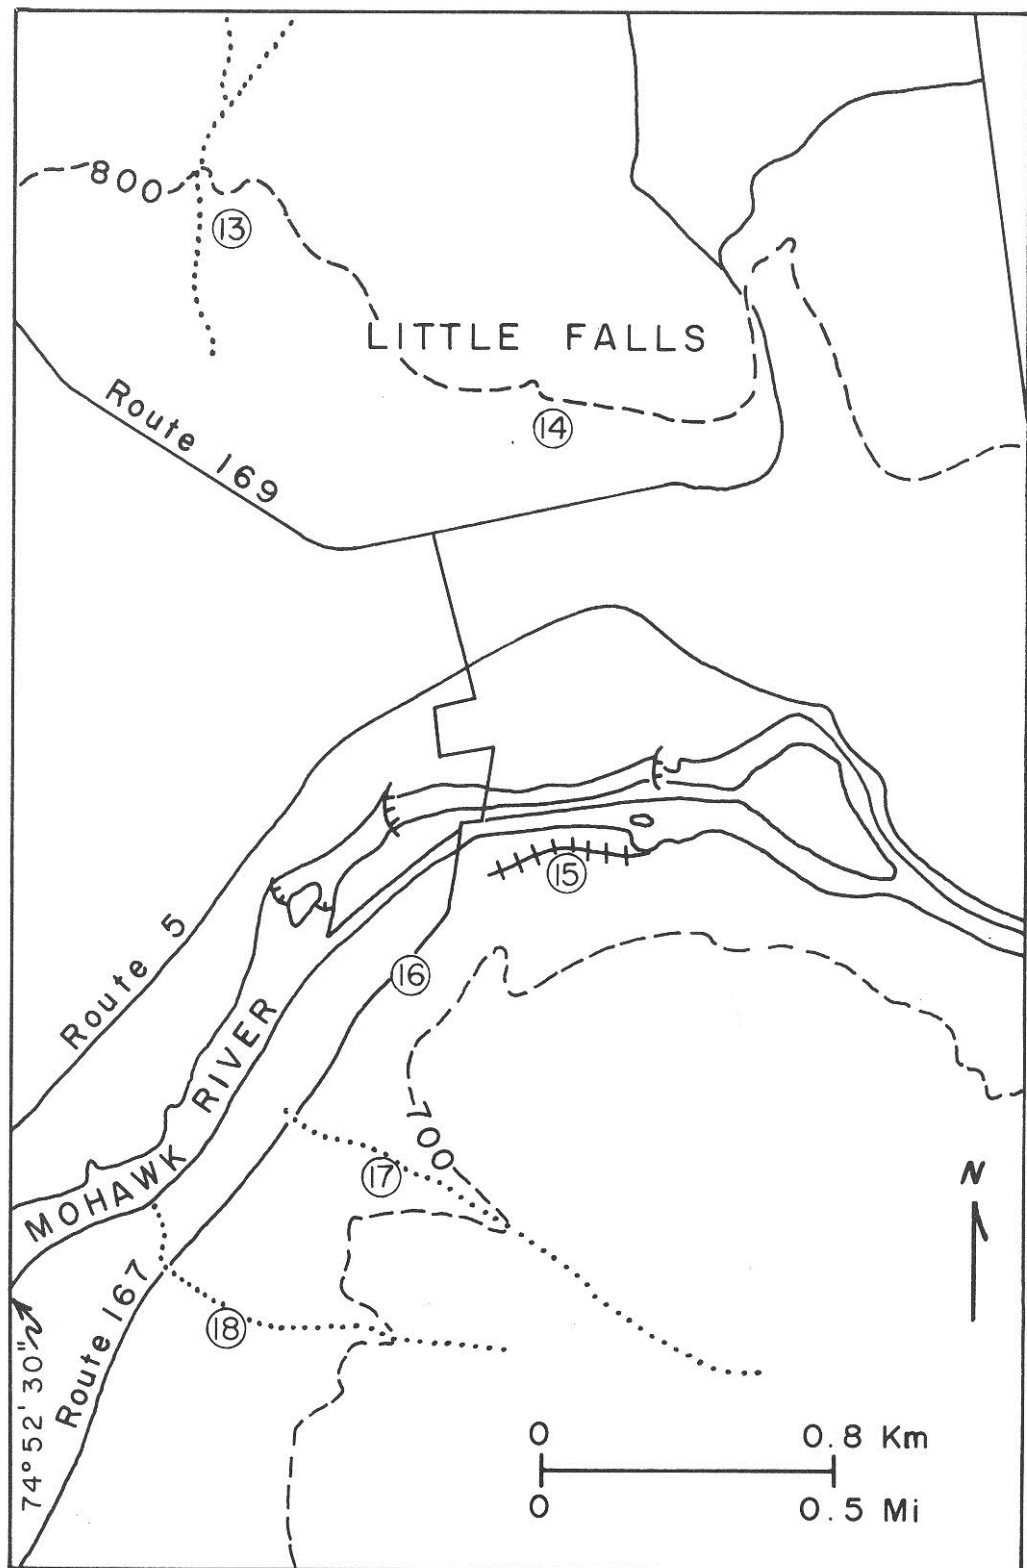 800
13
LITTLE FALLS
Route 169
14
15
Route 5
16
MOHAWK RIVER
700
17
N
18
Route 167
74°52'30"
0 0.8 Km
0 0.5 Mi